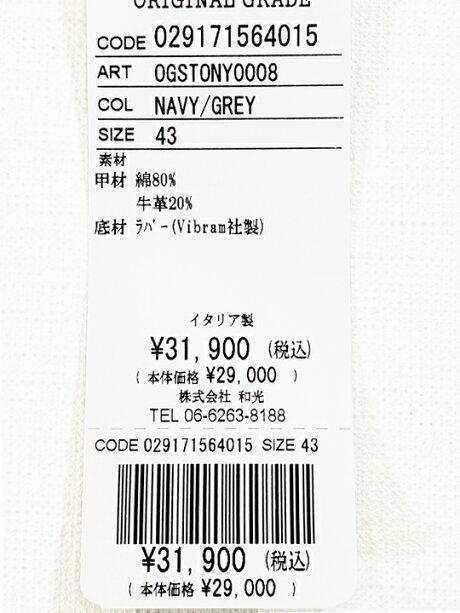 ORIGINAL GRADE
CODE 029171564015
ART OGSTONY0008
COL NAVY/GREY
SIZE 43
素材
甲材 綿80%
牛革20%
底材 ﾗﾊﾞｰ(Vibram社製)
イタリア製
¥31,900 (税込)
( 本体価格 ¥29,000 )
株式会社 和光
TEL 06-6263-8188
CODE 029171564015 SIZE 43
¥31,900 (税込)
( 本体価格 ¥29,000 )